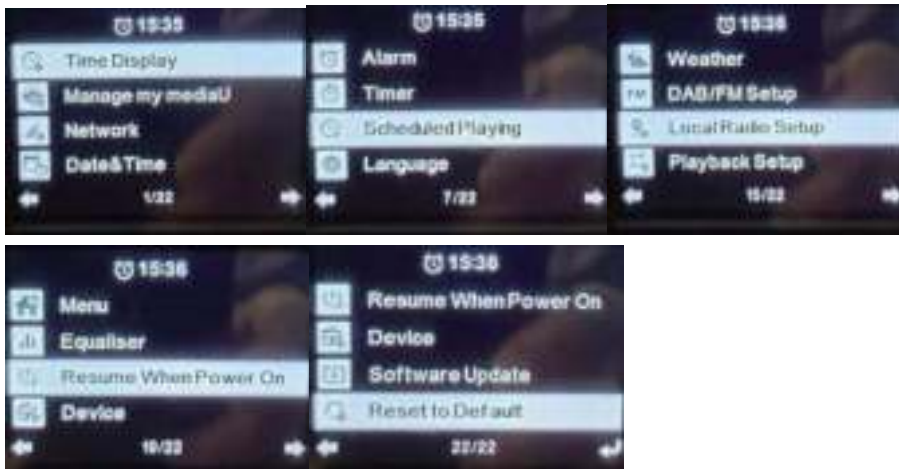 15:35
Time Display
Manage my mediaU
Network
Date&Time
1/22
15:35
Alarm
Timer
Scheduled Playing
Language
7/22
15:36
Weather
FM DAB/FM Setup
Local Radio Setup
Playback Setup
15/22
15:36
Menu
Equaliser
Resume When Power On
Device
19/22
15:36
Resume When Power On
Device
Software Update
Reset to Default
22/22